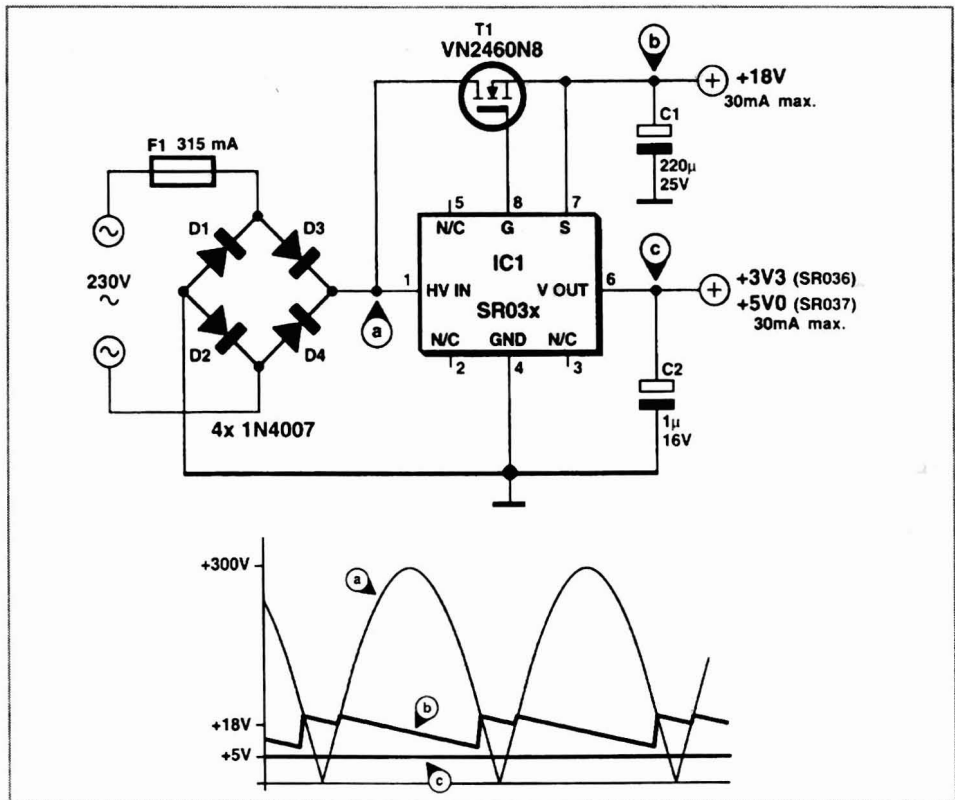 T1
VN2460N8
b
+18V
30mA max.
C1
220µ
25V
F1 315 mA
D1
D3
230V
~
D2
D4
4x 1N4007
a
1
5
8
7
N/C
G
S
IC1
HV IN
V OUT
SR03x
N/C
GND
N/C
2
4
3
6
c
+3V3 (SR036)
+5V0 (SR037)
30mA max.
C2
1µ
16V
+300V
a
+18V
b
+5V
c